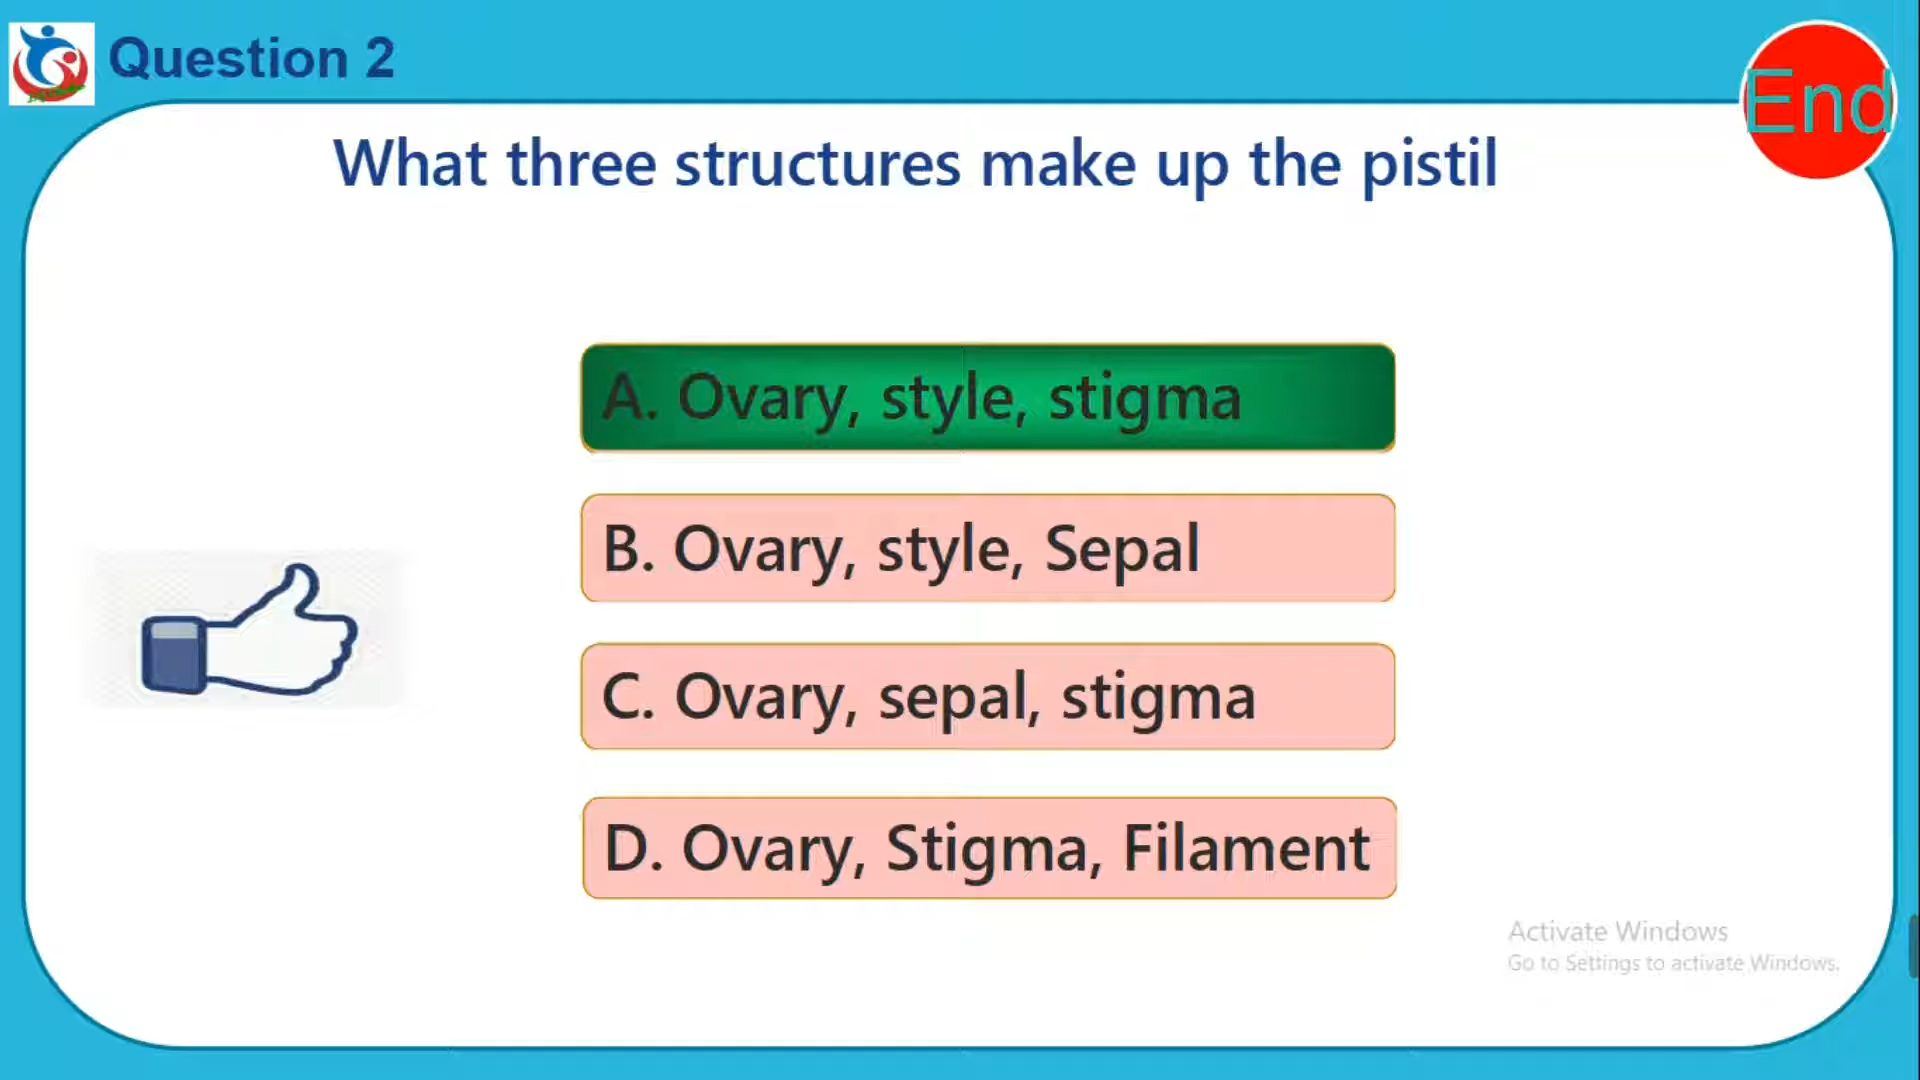 Question 2
End
What three structures make up the pistil
A. Ovary, style, stigma
B. Ovary, style, Sepal
C. Ovary, sepal, stigma
D. Ovary, Stigma, Filament
Activate Windows
Go to Settings to activate Windows.